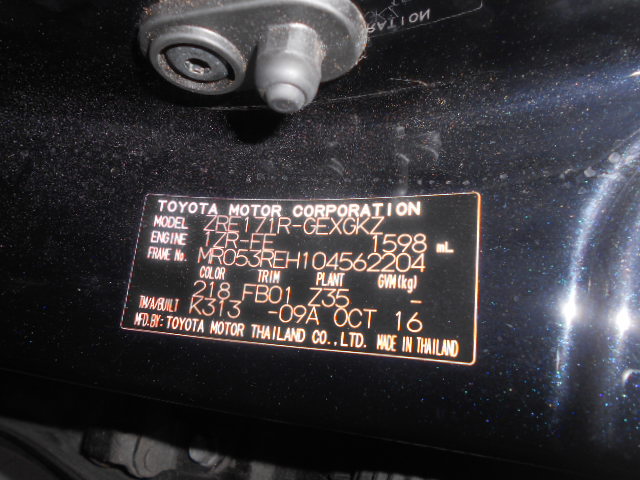 TOYOTA MOTOR CORPORATION
MODEL ZRE171R-GEXGKZ
ENGINE 1ZR-FE 1598 mL
FRAME No. MR053REH104562204
COLOR TRIM PLANT GVM(kg)
218 FB01 Z35 -
TM/A/BUILT K313 -09A OCT 16
MFD.BY: TOYOTA MOTOR THAILAND CO.,LTD. MADE IN THAILAND